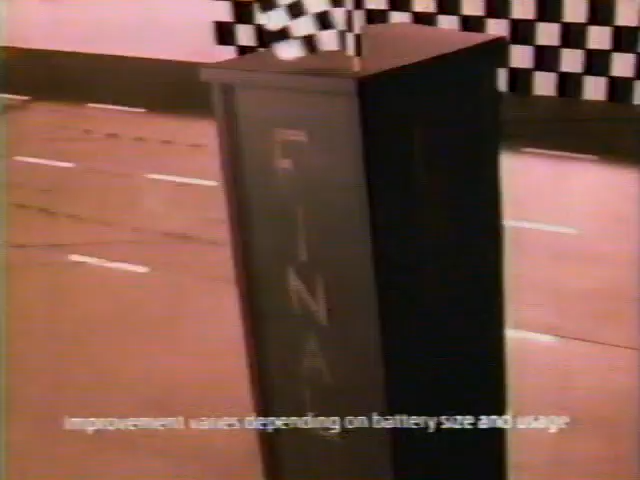 FINAL
Improvement varies depending on battery size and usage